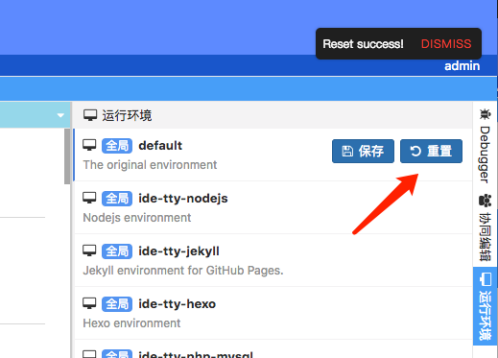 Reset success! DISMISS
admin
运行环境
全局 default
保存
重置
The original environment
全局 ide-tty-nodejs
Nodejs environment
全局 ide-tty-jekyll
Jekyll environment for GitHub Pages.
全局 ide-tty-hexo
Hexo environment
全局 ide-tty-php-mysql
Debugger
协同编辑
运行环境